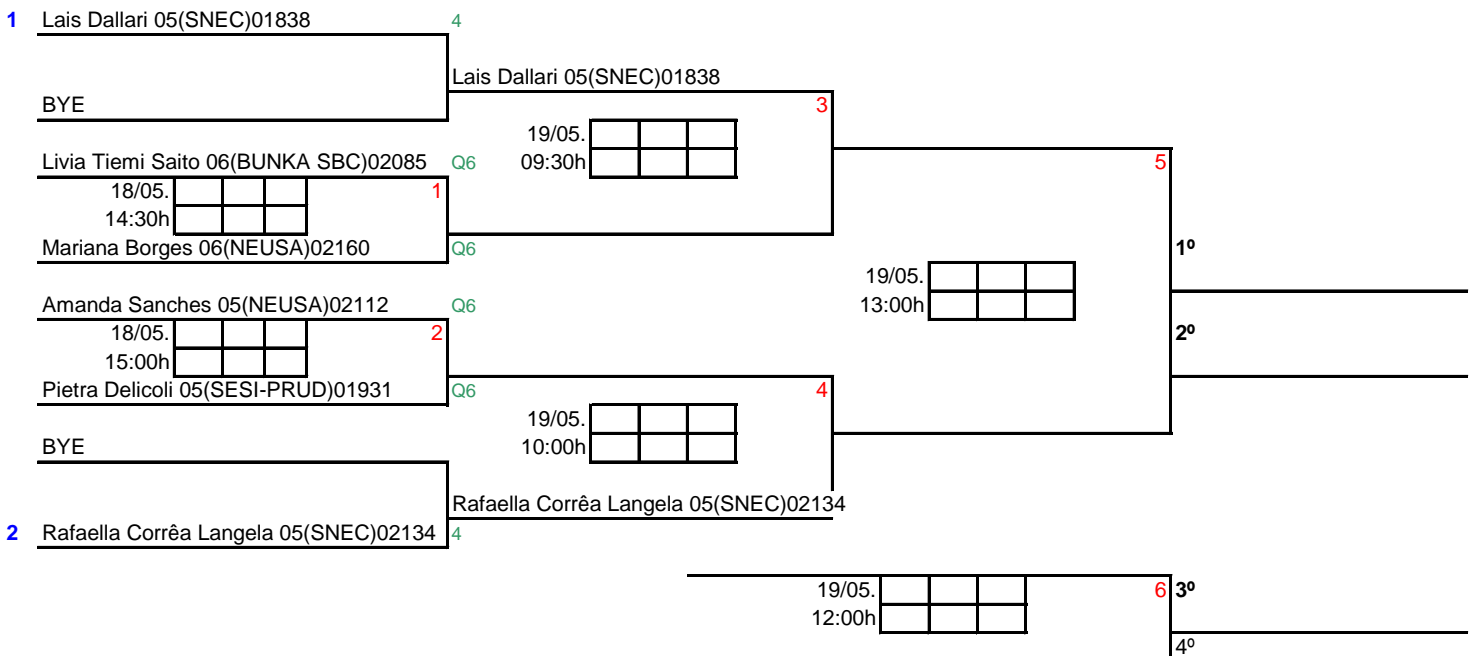 1 Lais Dallari 05(SNEC)01838 4
Lais Dallari 05(SNEC)01838
BYE 3
19/05.
09:30h
Livia Tiemi Saito 06(BUNKA SBC)02085 Q6
5
18/05. 1
14:30h
Mariana Borges 06(NEUSA)02160 Q6
1º
19/05.
13:00h
Amanda Sanches 05(NEUSA)02112 Q6
18/05. 2
2º
15:00h
Pietra Delicoli 05(SESI-PRUD)01931 Q6
4
19/05.
10:00h
BYE
Rafaella Corrêa Langela 05(SNEC)02134
2 Rafaella Corrêa Langela 05(SNEC)02134 4
19/05. 6 3º
12:00h
4º